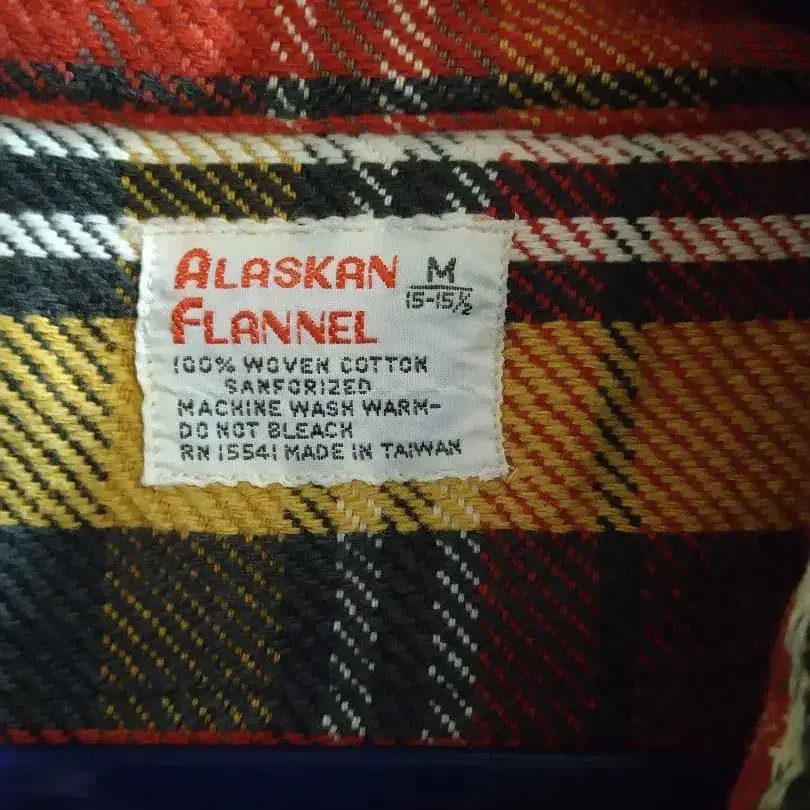 ALASKAN M
FLANNEL 15-15½
100% WOVEN COTTON
SANFORIZED
MACHINE WASH WARM-
DO NOT BLEACH
RN 15541 MADE IN TAIWAN